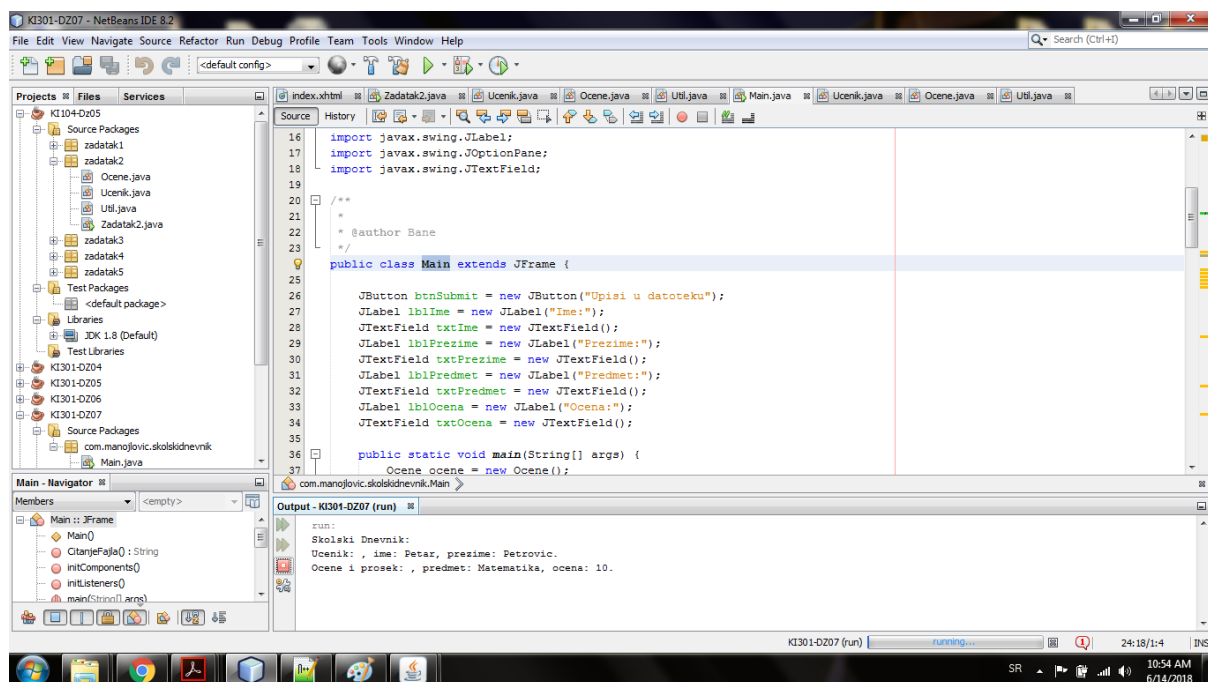 KI301-DZ07 - NetBeans IDE 8.2
File Edit View Navigate Source Refactor Run Debug Profile Team Tools Window Help
Search (Ctrl+I)
<default config>
Projects Files Services
KI104-Dz05
Source Packages
zadatak1
zadatak2
Ocene.java
Ucenik.java
Util.java
Zadatak2.java
zadatak3
zadatak4
zadatak5
Test Packages
<default package>
Libraries
JDK 1.8 (Default)
Test Libraries
KI301-DZ04
KI301-DZ05
KI301-DZ06
KI301-DZ07
Source Packages
com.manojlovic.skolskidnevnik
Main.java
Main - Navigator
Members <empty>
Main :: JFrame
Main()
CitanjeFajla() : String
initComponents()
initListeners()
main(String[] args)
index.xhtml Zadatak2.java Ucenik.java Ocene.java Util.java Main.java Ucenik.java Ocene.java Util.java
Source History
16 import javax.swing.JLabel;
17 import javax.swing.JOptionPane;
18 import javax.swing.JTextField;
19
20 /**
21 *
22 * @author Bane
23 */
public class Main extends JFrame {
25
26 JButton btnSubmit = new JButton("Upisi u datoteku");
27 JLabel lblIme = new JLabel("Ime:");
28 JTextField txtIme = new JTextField();
29 JLabel lblPrezime = new JLabel("Prezime:");
30 JTextField txtPrezime = new JTextField();
31 JLabel lblPredmet = new JLabel("Predmet:");
32 JTextField txtPredmet = new JTextField();
33 JLabel lblOcena = new JLabel("Ocena:");
34 JTextField txtOcena = new JTextField();
35
36 public static void main(String[] args) {
37 Ocene ocene = new Ocene();
com.manojlovic.skolskidnevnik.Main
Output - KI301-DZ07 (run)
run:
Skolski Dnevnik:
Ucenik: , ime: Petar, prezime: Petrovic.
Ocene i prosek: , predmet: Matematika, ocena: 10.
KI301-DZ07 (run) running... 1 24:18/1:4 INS
SR 10:54 AM
6/14/2018